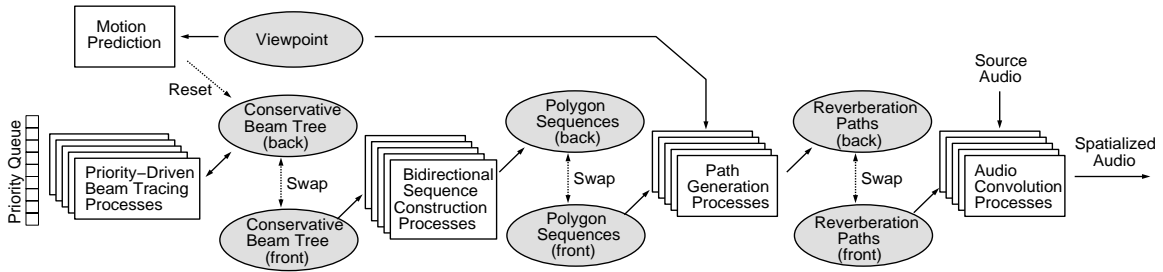 Motion
Prediction
Viewpoint
Reset
Source
Audio
Priority Queue
Priority–Driven
Beam Tracing
Processes
Conservative
Beam Tree
(back)
Swap
Conservative
Beam Tree
(front)
Bidirectional
Sequence
Construction
Processes
Polygon
Sequences
(back)
Swap
Polygon
Sequences
(front)
Path
Generation
Processes
Reverberation
Paths
(back)
Swap
Reverberation
Paths
(front)
Audio
Convolution
Processes
Spatialized
Audio